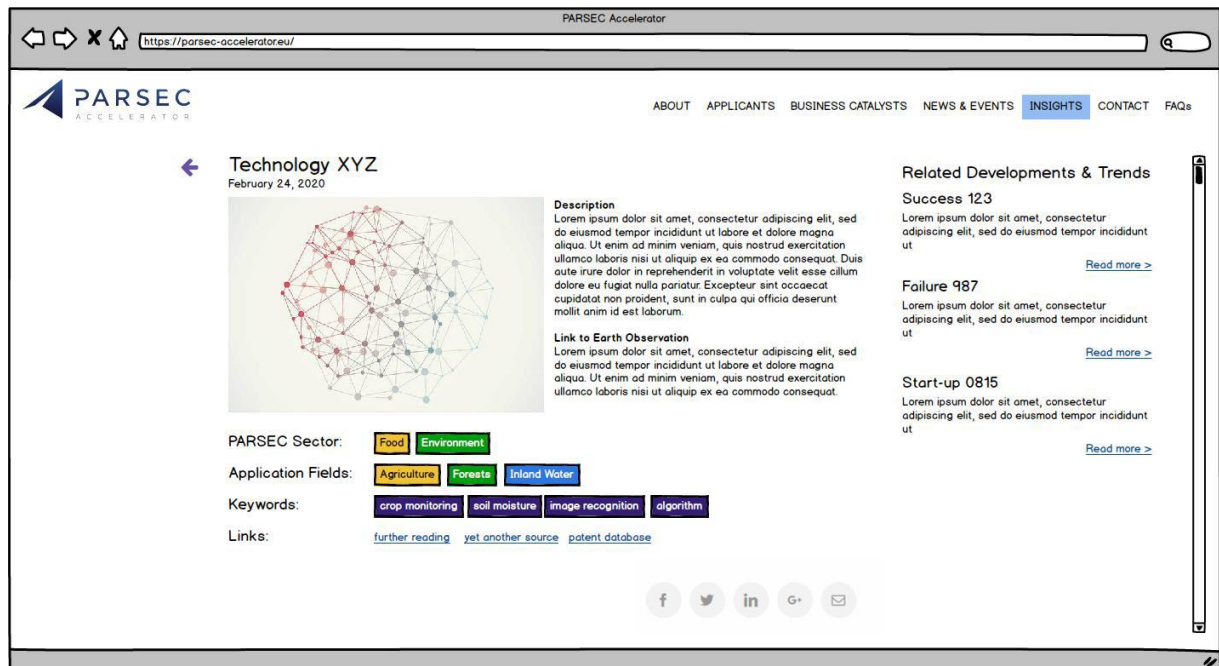 PARSEC Accelerator
https://parsec-accelerator.eu/
PARSEC
ACCELERATOR
ABOUT APPLICANTS BUSINESS CATALYSTS NEWS & EVENTS INSIGHTS CONTACT FAQs
Technology XYZ
February 24, 2020
Description
Lorem ipsum dolor sit amet, consectetur adipiscing elit, sed
do eiusmod tempor incididunt ut labore et dolore magna
aliqua. Ut enim ad minim veniam, quis nostrud exercitation
ullamco laboris nisi ut aliquip ex ea commodo consequat. Duis
aute irure dolor in reprehenderit in voluptate velit esse cillum
dolore eu fugiat nulla pariatur. Excepteur sint occaecat
cupidatat non proident, sunt in culpa qui officia deserunt
mollit anim id est laborum.
Link to Earth Observation
Lorem ipsum dolor sit amet, consectetur adipiscing elit, sed
do eiusmod tempor incididunt ut labore et dolore magna
aliqua. Ut enim ad minim veniam, quis nostrud exercitation
ullamco laboris nisi ut aliquip ex ea commodo consequat.
PARSEC Sector: Food Environment
Application Fields: Agriculture Forests Inland Water
Keywords: crop monitoring soil moisture image recognition algorithm
Links: further reading yet another source patent database
Related Developments & Trends
Success 123
Lorem ipsum dolor sit amet, consectetur
adipiscing elit, sed do eiusmod tempor incididunt
ut
Read more >
Failure 987
Lorem ipsum dolor sit amet, consectetur
adipiscing elit, sed do eiusmod tempor incididunt
ut
Read more >
Start-up 0815
Lorem ipsum dolor sit amet, consectetur
adipiscing elit, sed do eiusmod tempor incididunt
ut
Read more >
f in G+